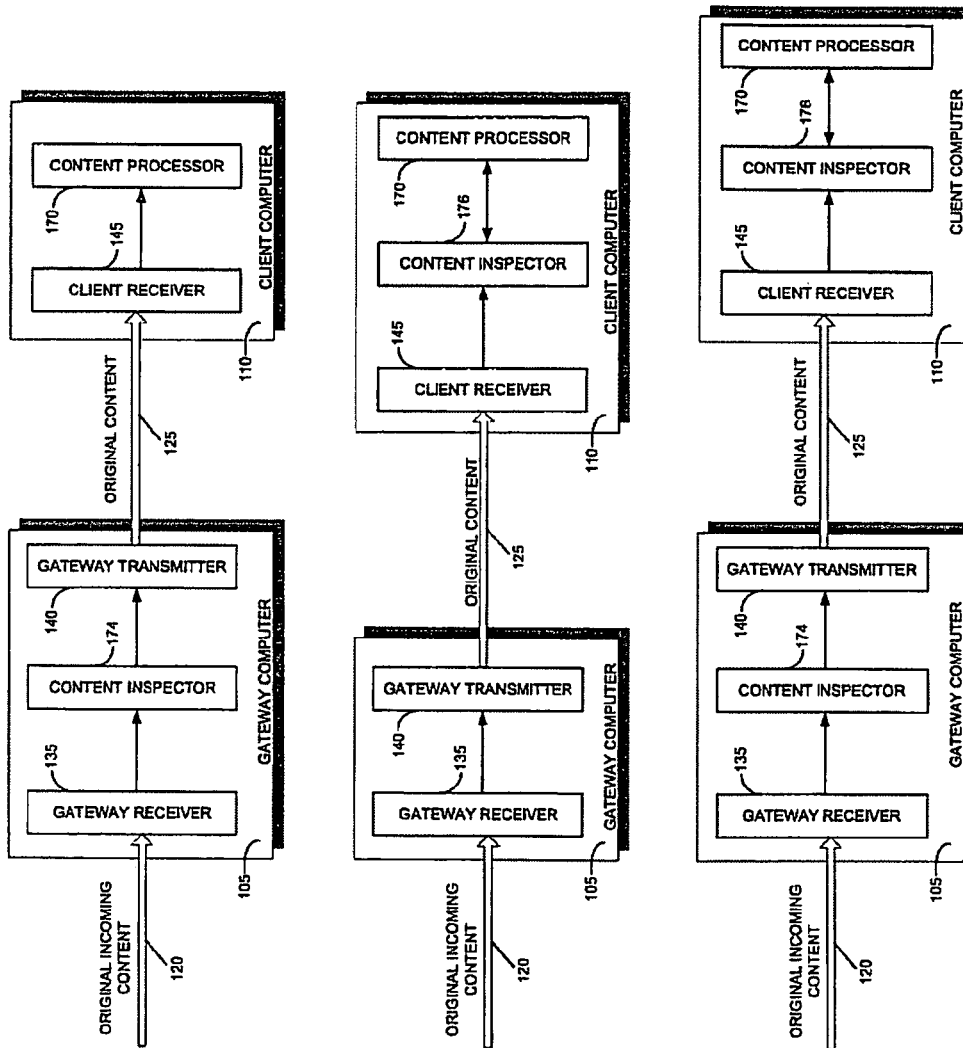 ORIGINAL INCOMING
CONTENT
120
GATEWAY RECEIVER
135
CONTENT INSPECTOR
174
GATEWAY TRANSMITTER
140
GATEWAY COMPUTER
105
ORIGINAL CONTENT
125
CLIENT RECEIVER
145
CONTENT PROCESSOR
170
CLIENT COMPUTER
110
ORIGINAL INCOMING
CONTENT
120
GATEWAY RECEIVER
135
GATEWAY TRANSMITTER
140
GATEWAY COMPUTER
105
ORIGINAL CONTENT
125
CLIENT RECEIVER
145
CONTENT INSPECTOR
176
CONTENT PROCESSOR
170
CLIENT COMPUTER
110
ORIGINAL INCOMING
CONTENT
120
GATEWAY RECEIVER
135
CONTENT INSPECTOR
174
GATEWAY TRANSMITTER
140
GATEWAY COMPUTER
105
ORIGINAL CONTENT
125
CLIENT RECEIVER
145
CONTENT INSPECTOR
176
CONTENT PROCESSOR
170
CLIENT COMPUTER
110